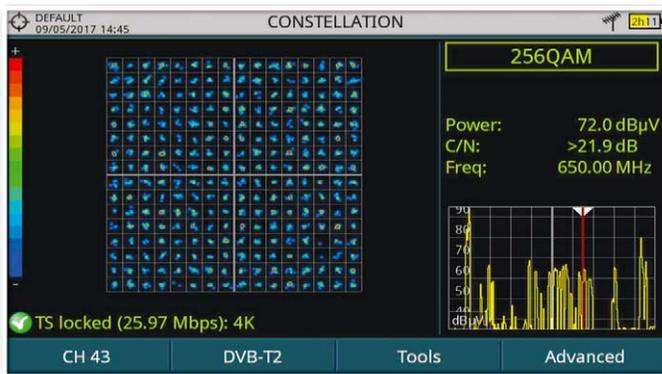 DEFAULT
09/05/2017 14:45
CONSTELLATION
2h11
+
256QAM
Power: 72.0 dBµV
C/N: >21.9 dB
Freq: 650.00 MHz
90
80
70
60
50
40
dBµV
-
TS locked (25.97 Mbps): 4K
CH 43
DVB-T2
Tools
Advanced